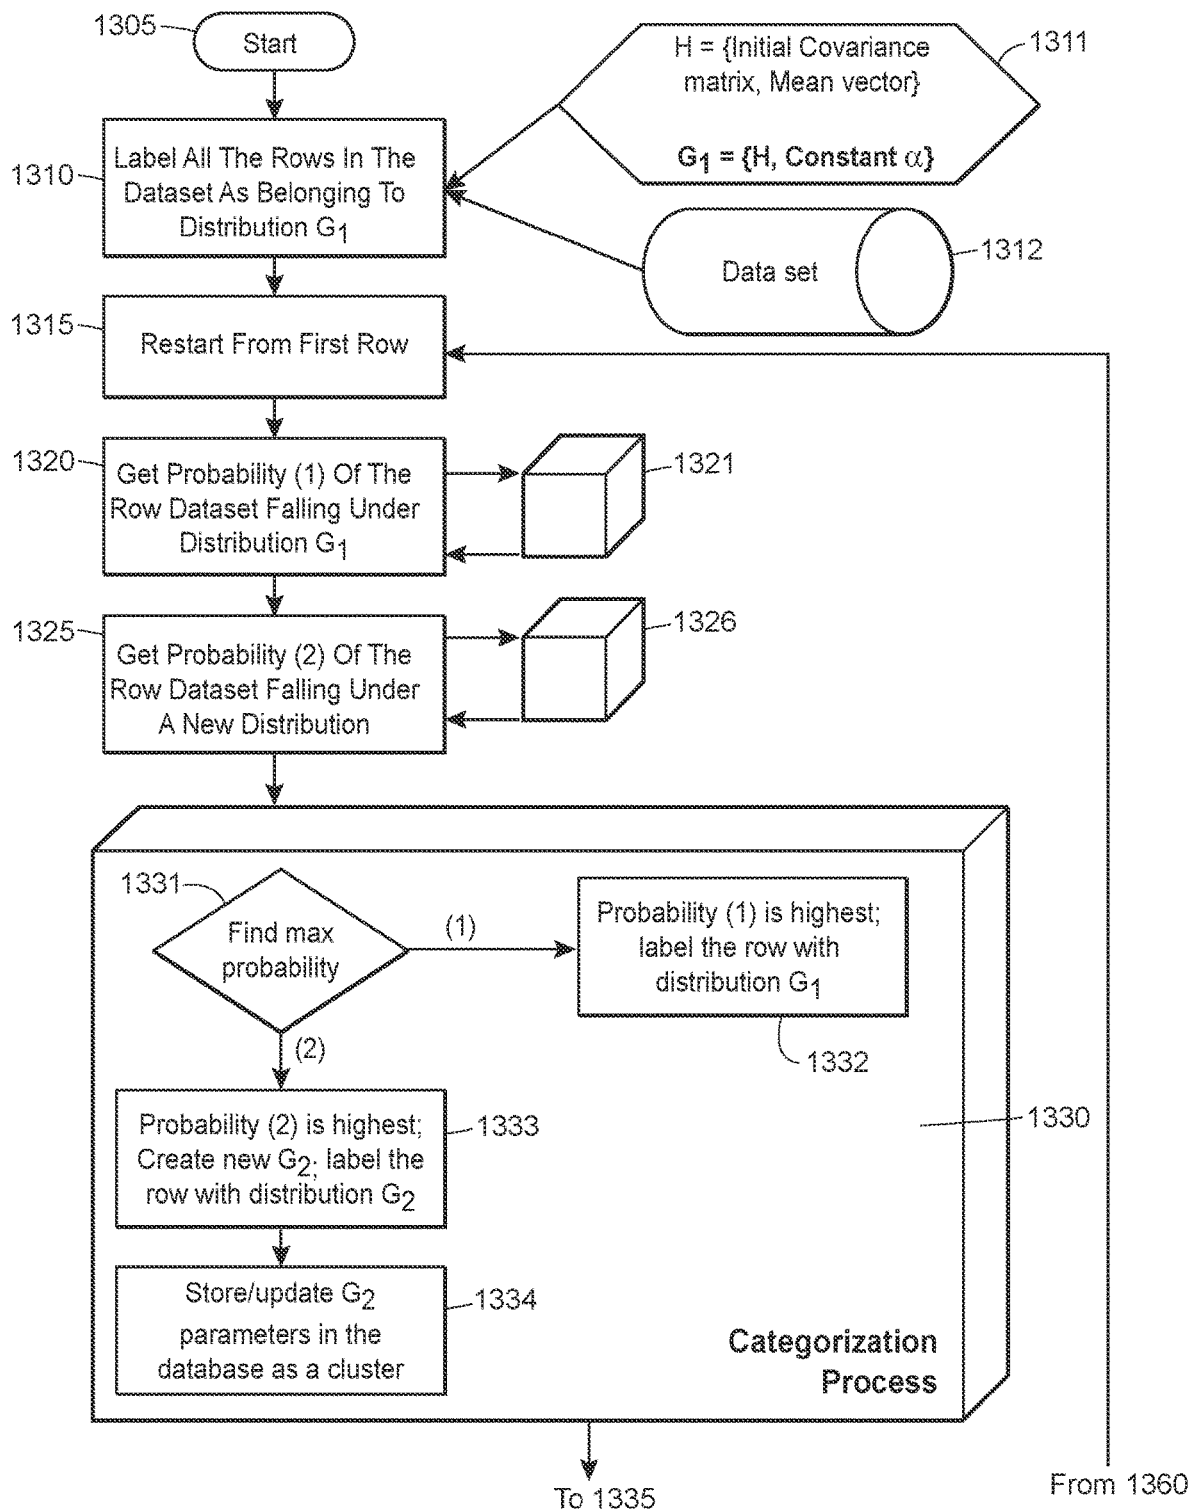 1305
Start
H = {Initial Covariance
matrix, Mean vector}
G1 = {H, Constant α}
1311
1310
Label All The Rows In The
Dataset As Belonging To
Distribution G1
Data set
1312
1315
Restart From First Row
1320
Get Probability (1) Of The
Row Dataset Falling Under
Distribution G1
1321
1325
Get Probability (2) Of The
Row Dataset Falling Under
A New Distribution
1326
1331
Find max
probability
(1)
Probability (1) is highest;
label the row with
distribution G1
1332
(2)
Probability (2) is highest;
Create new G2; label the
row with distribution G2
1333
1330
Store/update G2
parameters in the
database as a cluster
1334
Categorization
Process
To 1335
From 1360